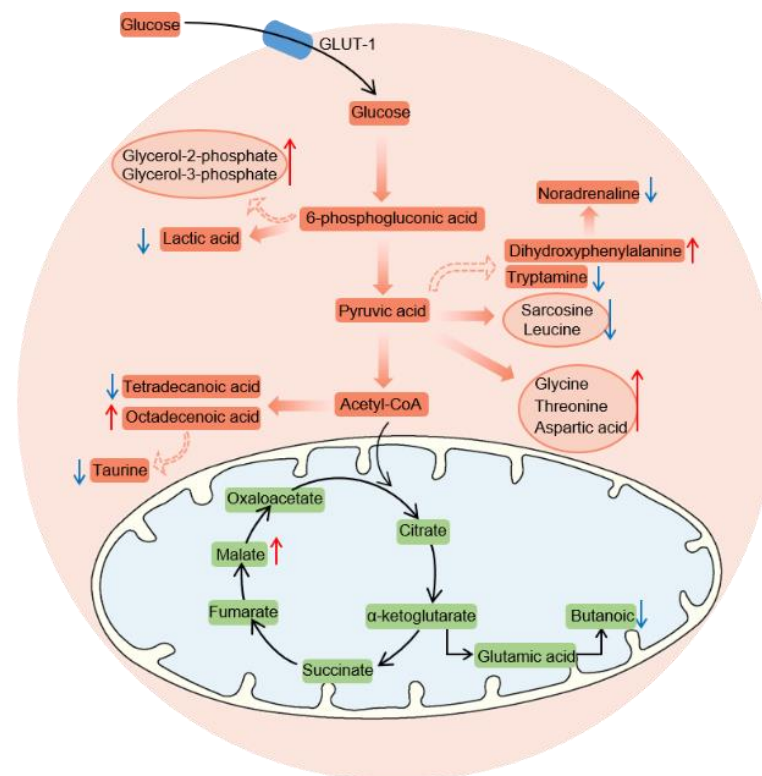 Glucose
GLUT-1
Glucose
Glycerol-2-phosphate
Glycerol-3-phosphate
Noradrenaline
6-phosphogluconic acid
Lactic acid
Dihydroxyphenylalanine
Tryptamine
Pyruvic acid
Sarcosine
Leucine
Glycine
Threonine
Aspartic acid
Tetradecanoic acid
Acetyl-CoA
Octadecenoic acid
Taurine
Oxaloacetate
Citrate
Malate
Fumarate
α-ketoglutarate
Butanoic
Glutamic acid
Succinate